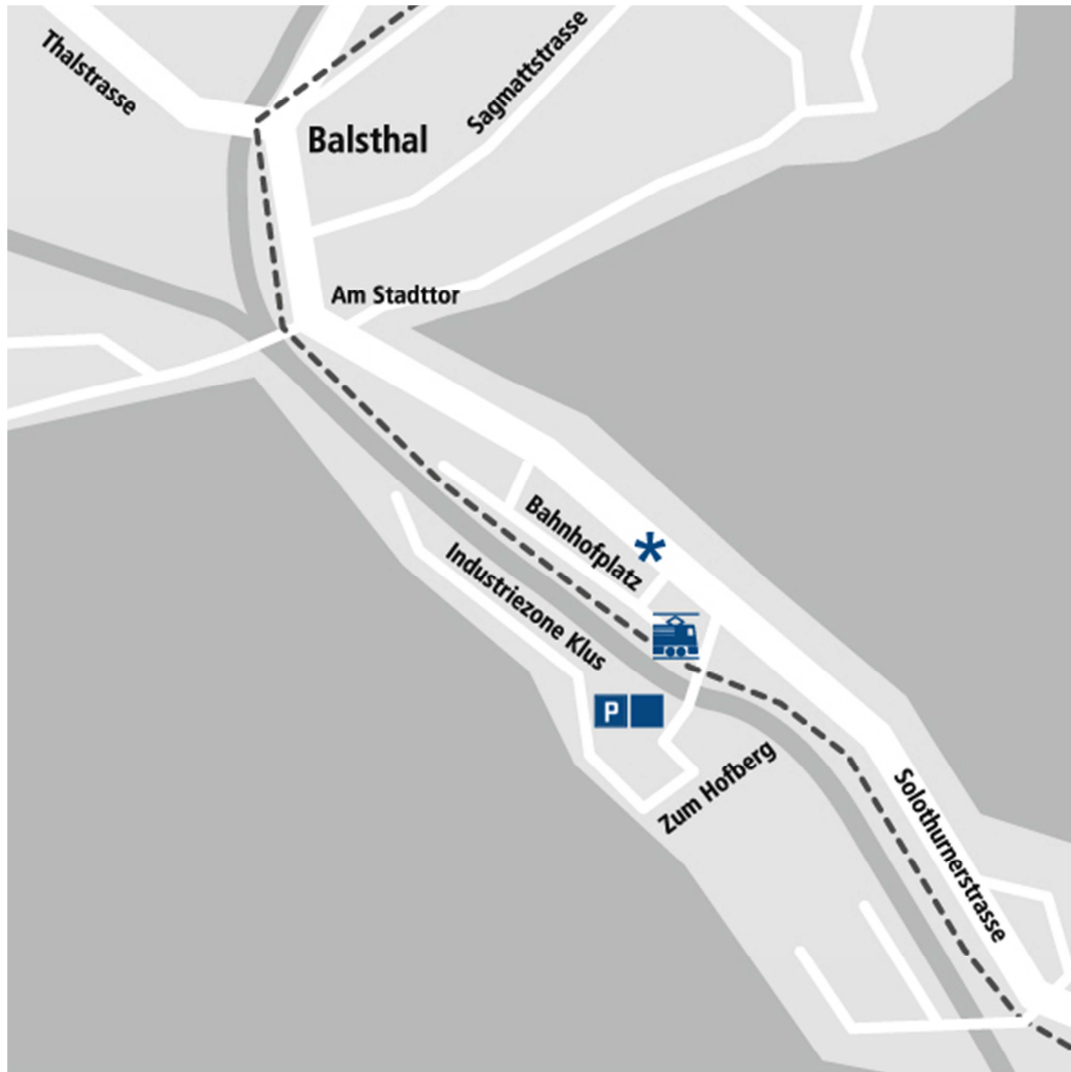 Thalstrasse
Sagmattstrasse
Balsthal
Am Stadttor
Bahnhofplatz
*
Industriezone Klus
P
Zum Hofberg
Solothurnerstrasse